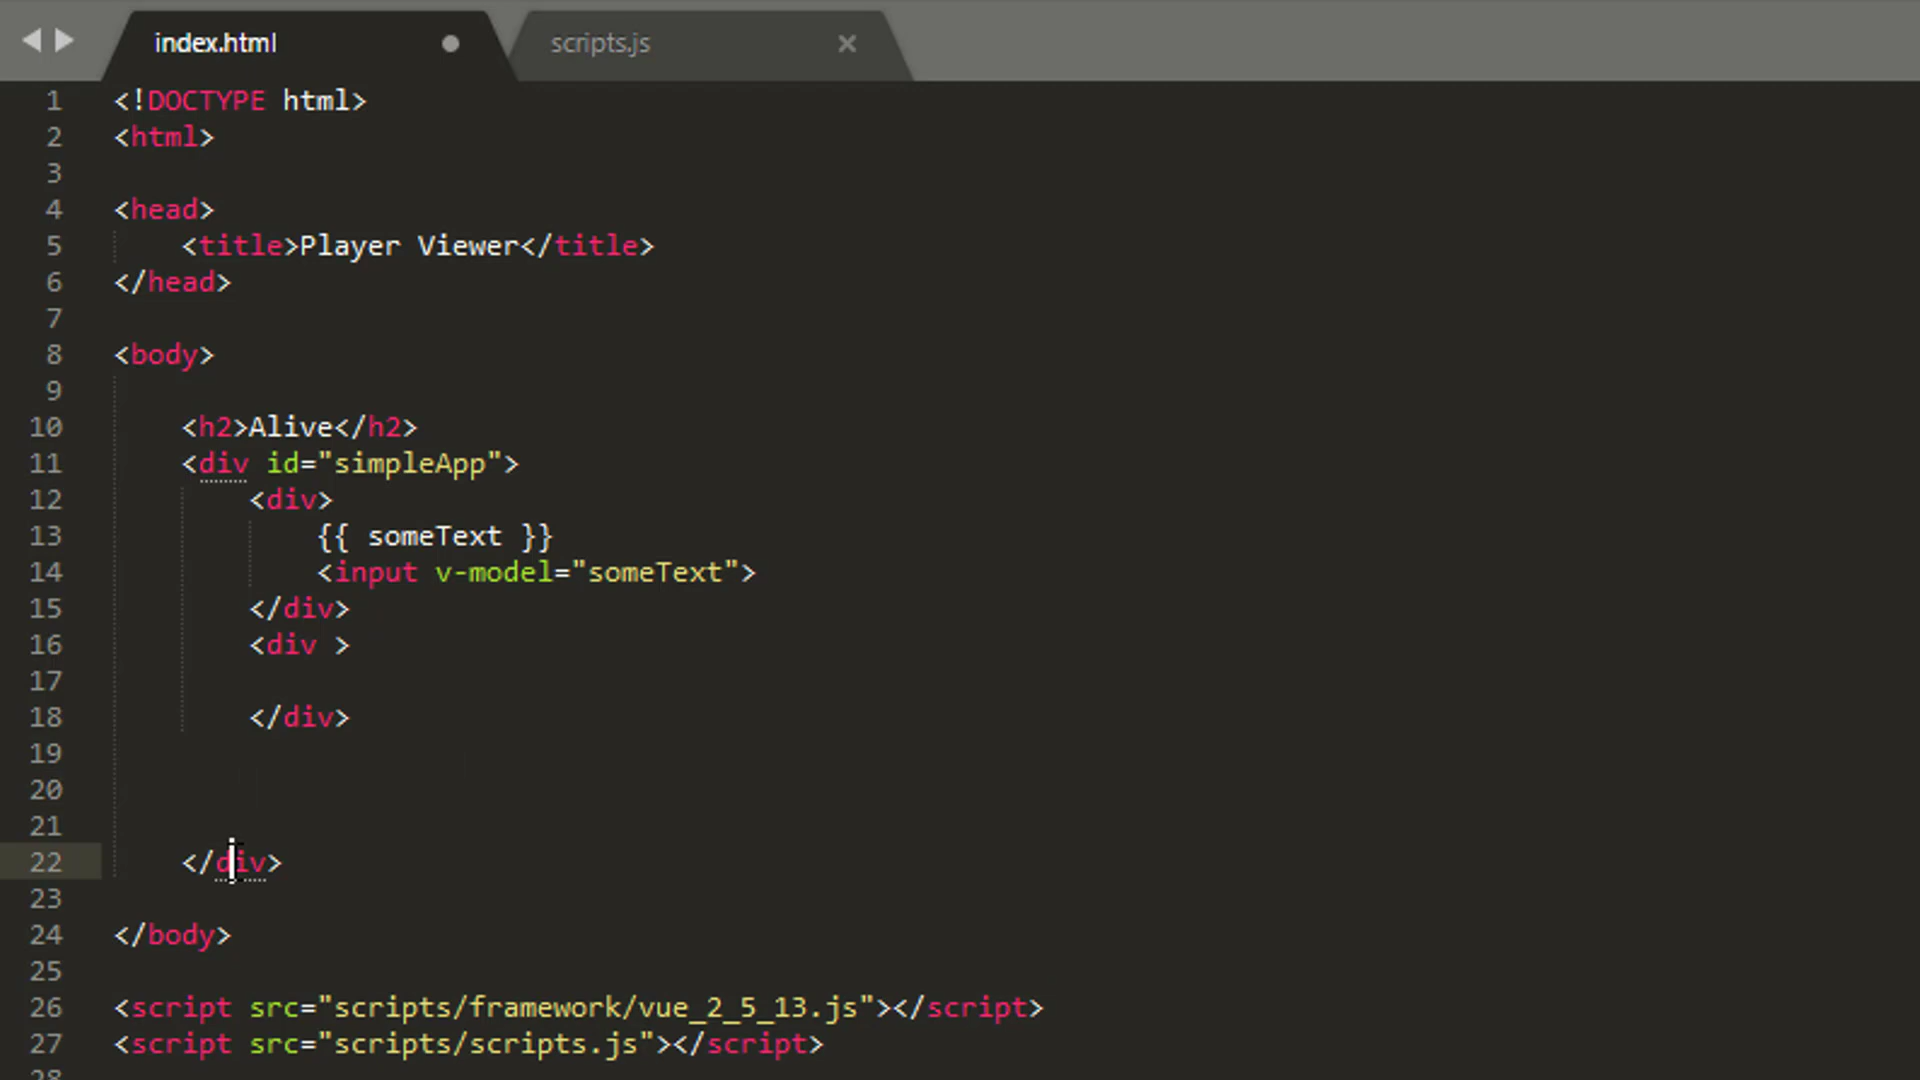 index.html
scripts.js
1 <!DOCTYPE html>
2 <html>
3
4 <head>
5 <title>Player Viewer</title>
6 </head>
7
8 <body>
9
10 <h2>Alive</h2>
11 <div id="simpleApp">
12 <div>
13 {{ someText }}
14 <input v-model="someText">
15 </div>
16 <div >
17
18 </div>
19
20
21
22 </div>
23
24 </body>
25
26 <script src="scripts/framework/vue_2_5_13.js"></script>
27 <script src="scripts/scripts.js"></script>
28